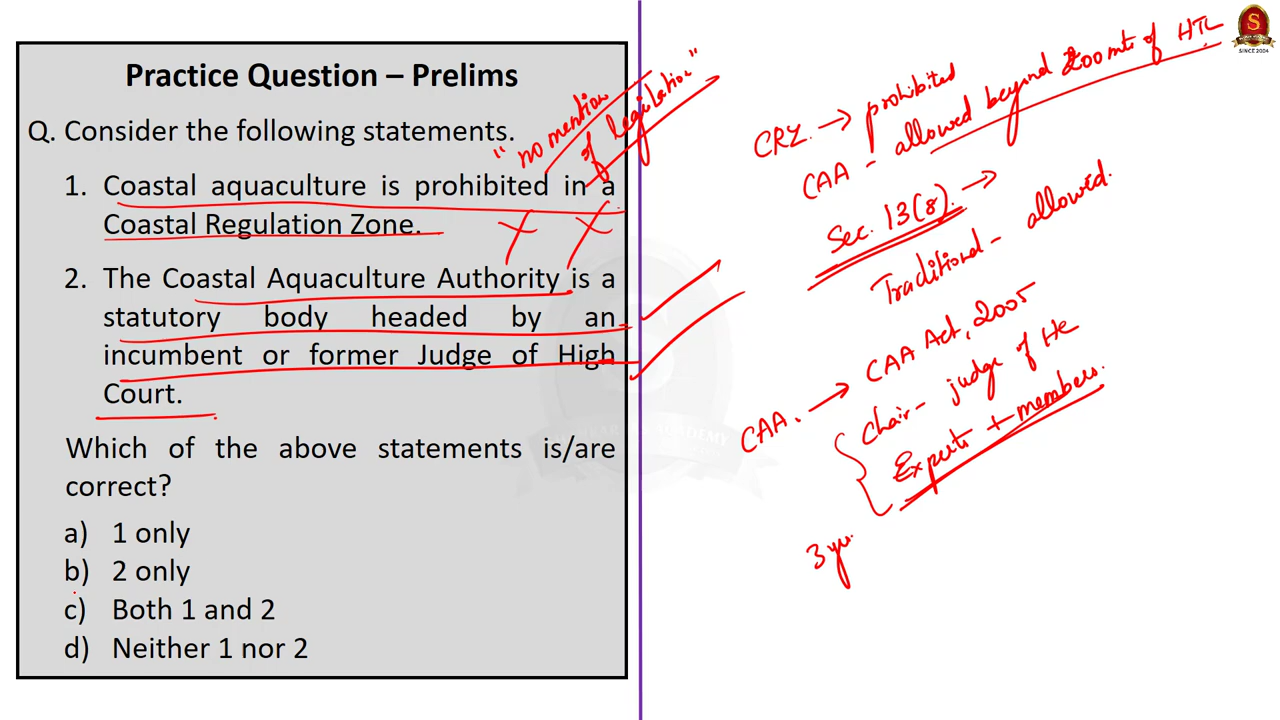 Practice Question – Prelims
Q. Consider the following statements.
1. Coastal aquaculture is prohibited in a
Coastal Regulation Zone.
2. The Coastal Aquaculture Authority is a
statutory body headed by an
incumbent or former Judge of High
Court.
Which of the above statements is/are
correct?
a) 1 only
b) 2 only
c) Both 1 and 2
d) Neither 1 nor 2
"no mention
of legislation"
CRZ → prohibited
CAA - allowed beyond 200mts of HTL
Sec. 13(8). →
Traditional - allowed.
CAA. → CAA Act, 2005
Chair - judge of HC
Experts + members.
3 yrs.
S
SINCE 2004